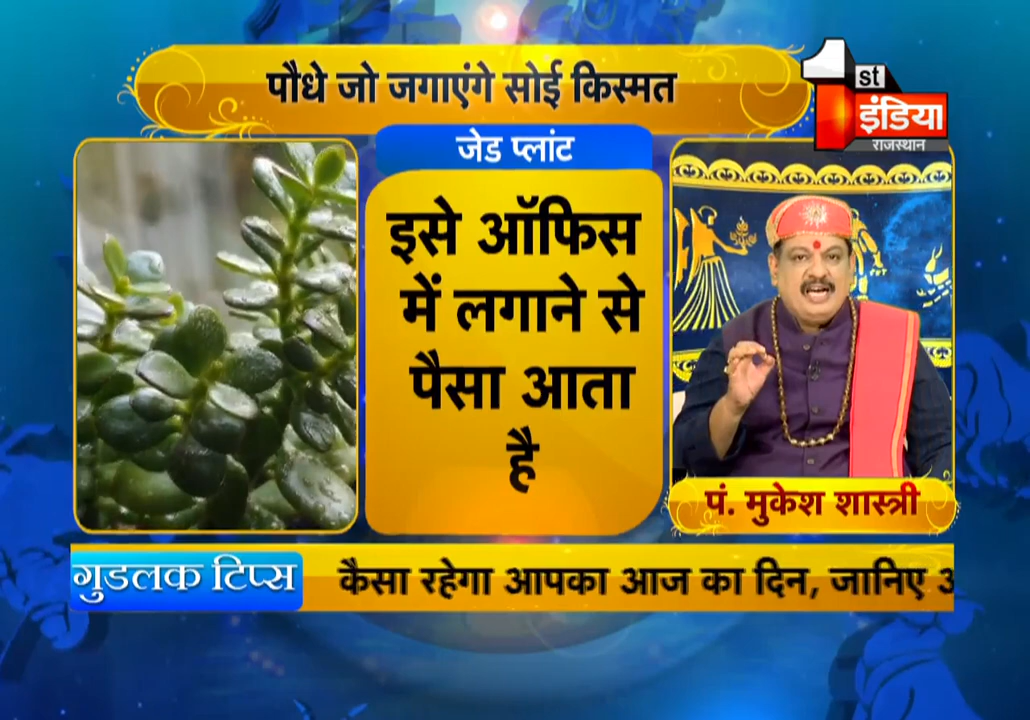 पौधे जो जगाएंगे सोई किस्मत
1st
इंडिया
राजस्थान
जेड प्लांट
इसे ऑफिस
में लगाने से
पैसा आता
है
पं. मुकेश शास्त्री
गुडलक टिप्स
कैसा रहेगा आपका आज का दिन, जानिए